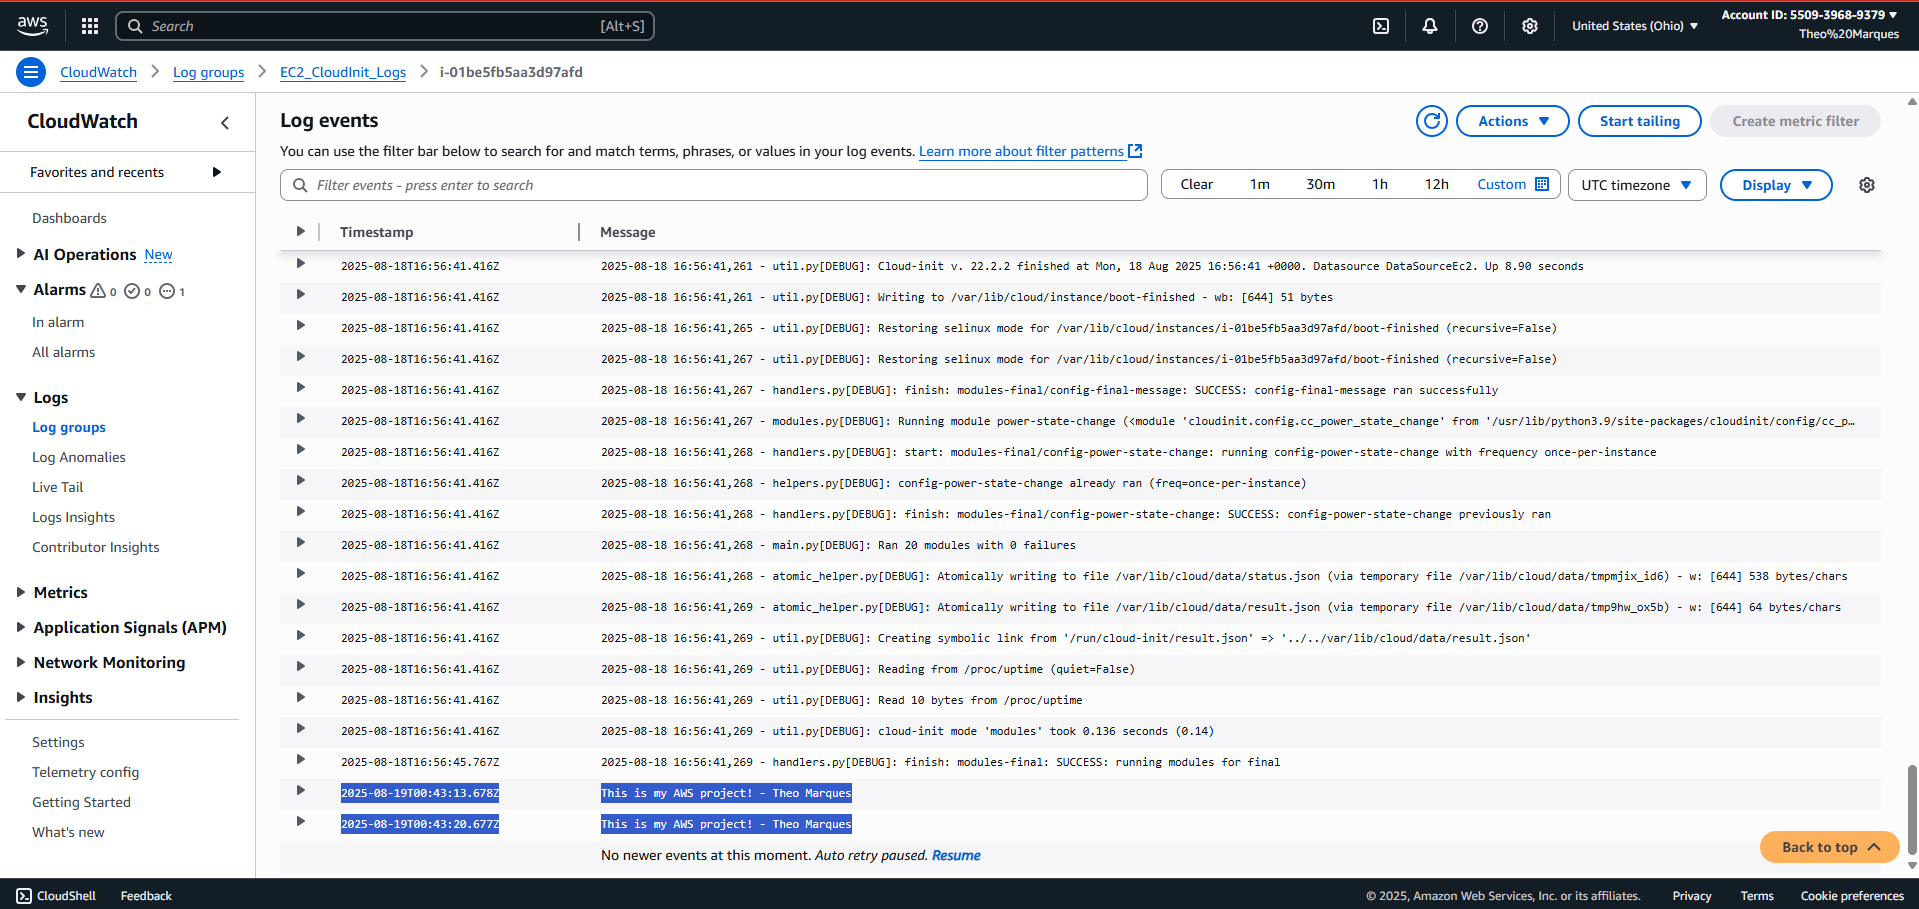 aws
Search [Alt+S]
United States (Ohio)
Account ID: 5509-3968-9379
Theo%20Marques
CloudWatch
Log groups
EC2_CloudInit_Logs
i-01be5fb5aa3d97afd
CloudWatch
Favorites and recents
Dashboards
AI Operations New
Alarms 0 0 1
In alarm
All alarms
Logs
Log groups
Log Anomalies
Live Tail
Logs Insights
Contributor Insights
Metrics
Application Signals (APM)
Network Monitoring
Insights
Settings
Telemetry config
Getting Started
What's new
Log events
Actions
Start tailing
Create metric filter
You can use the filter bar below to search for and match terms, phrases, or values in your log events. Learn more about filter patterns
Filter events - press enter to search
Clear 1m 30m 1h 12h Custom
UTC timezone
Display
Timestamp Message
2025-08-18T16:56:41.416Z 2025-08-18 16:56:41,261 - util.py[DEBUG]: Cloud-init v. 22.2.2 finished at Mon, 18 Aug 2025 16:56:41 +0000. Datasource DataSourceEc2. Up 8.90 seconds
2025-08-18T16:56:41.416Z 2025-08-18 16:56:41,261 - util.py[DEBUG]: Writing to /var/lib/cloud/instance/boot-finished - wb: [644] 51 bytes
2025-08-18T16:56:41.416Z 2025-08-18 16:56:41,265 - util.py[DEBUG]: Restoring selinux mode for /var/lib/cloud/instances/i-01be5fb5aa3d97afd/boot-finished (recursive=False)
2025-08-18T16:56:41.416Z 2025-08-18 16:56:41,267 - util.py[DEBUG]: Restoring selinux mode for /var/lib/cloud/instances/i-01be5fb5aa3d97afd/boot-finished (recursive=False)
2025-08-18T16:56:41.416Z 2025-08-18 16:56:41,267 - handlers.py[DEBUG]: finish: modules-final/config-final-message: SUCCESS: config-final-message ran successfully
2025-08-18T16:56:41.416Z 2025-08-18 16:56:41,267 - modules.py[DEBUG]: Running module power-state-change (<module 'cloudinit.config.cc_power_state_change' from '/usr/lib/python3.9/site-packages/cloudinit/config/cc_p…
2025-08-18T16:56:41.416Z 2025-08-18 16:56:41,268 - handlers.py[DEBUG]: start: modules-final/config-power-state-change: running config-power-state-change with frequency once-per-instance
2025-08-18T16:56:41.416Z 2025-08-18 16:56:41,268 - helpers.py[DEBUG]: config-power-state-change already ran (freq=once-per-instance)
2025-08-18T16:56:41.416Z 2025-08-18 16:56:41,268 - handlers.py[DEBUG]: finish: modules-final/config-power-state-change: SUCCESS: config-power-state-change previously ran
2025-08-18T16:56:41.416Z 2025-08-18 16:56:41,268 - main.py[DEBUG]: Ran 20 modules with 0 failures
2025-08-18T16:56:41.416Z 2025-08-18 16:56:41,268 - atomic_helper.py[DEBUG]: Atomically writing to file /var/lib/cloud/data/status.json (via temporary file /var/lib/cloud/data/tmpmjix_id6) - w: [644] 538 bytes/chars
2025-08-18T16:56:41.416Z 2025-08-18 16:56:41,269 - atomic_helper.py[DEBUG]: Atomically writing to file /var/lib/cloud/data/result.json (via temporary file /var/lib/cloud/data/tmp9hw_ox5b) - w: [644] 64 bytes/chars
2025-08-18T16:56:41.416Z 2025-08-18 16:56:41,269 - util.py[DEBUG]: Creating symbolic link from '/run/cloud-init/result.json' => '../../var/lib/cloud/data/result.json'
2025-08-18T16:56:41.416Z 2025-08-18 16:56:41,269 - util.py[DEBUG]: Reading from /proc/uptime (quiet=False)
2025-08-18T16:56:41.416Z 2025-08-18 16:56:41,269 - util.py[DEBUG]: Read 10 bytes from /proc/uptime
2025-08-18T16:56:41.416Z 2025-08-18 16:56:41,269 - util.py[DEBUG]: cloud-init mode 'modules' took 0.136 seconds (0.14)
2025-08-18T16:56:45.767Z 2025-08-18 16:56:41,269 - handlers.py[DEBUG]: finish: modules-final: SUCCESS: running modules for final
2025-08-19T00:43:13.678Z This is my AWS project! - Theo Marques
2025-08-19T00:43:20.677Z This is my AWS project! - Theo Marques
No newer events at this moment. Auto retry paused. Resume
Back to top
CloudShell Feedback
© 2025, Amazon Web Services, Inc. or its affiliates. Privacy Terms Cookie preferences